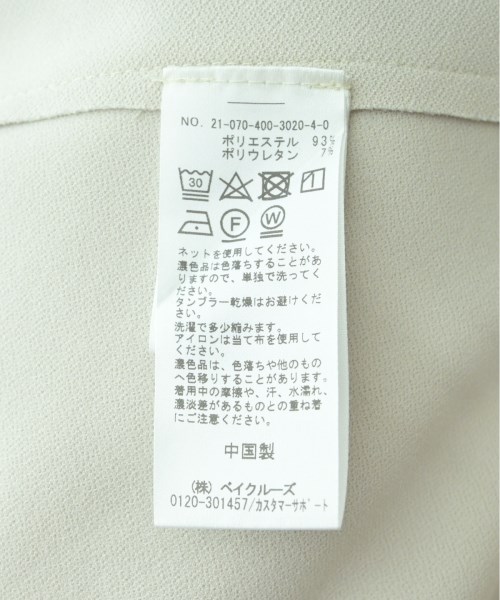 NO. 21-070-400-3020-4-0
ポリエステル 93%
ポリウレタン 7%
30
F W
ネットを使用してください。
濃色品は色落ちすることがあ
りますので、単独で洗ってく
ださい。
タンブラー乾燥はお避けくだ
さい。
洗濯で多少縮みます。
アイロンは当て布を使用して
ください。
濃色品は、色落ちや他のもの
へ色移りすることがあります。
着用中の摩擦や、汗、水濡れ、
濃淡差があるものとの重ね着
にご注意ください。
中国製
(株) ベイクルーズ
0120-301457/カスタマーサポート